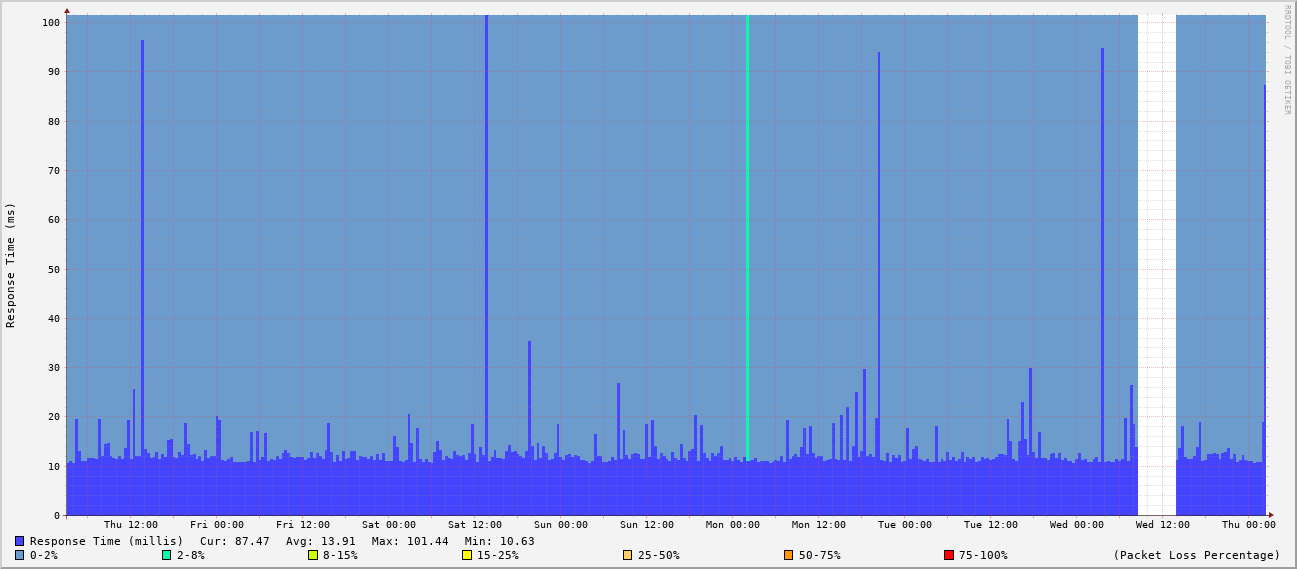 RRDTOOL / TOBI OETIKER
Response Time (ms)
100
90
80
70
60
50
40
30
20
10
0
Thu 12:00 Fri 00:00 Fri 12:00 Sat 00:00 Sat 12:00 Sun 00:00 Sun 12:00 Mon 00:00 Mon 12:00 Tue 00:00 Tue 12:00 Wed 00:00 Wed 12:00 Thu 00:00
Response Time (millis) Cur: 87.47 Avg: 13.91 Max: 101.44 Min: 10.63
0-2% 2-8% 8-15% 15-25% 25-50% 50-75% 75-100% (Packet Loss Percentage)